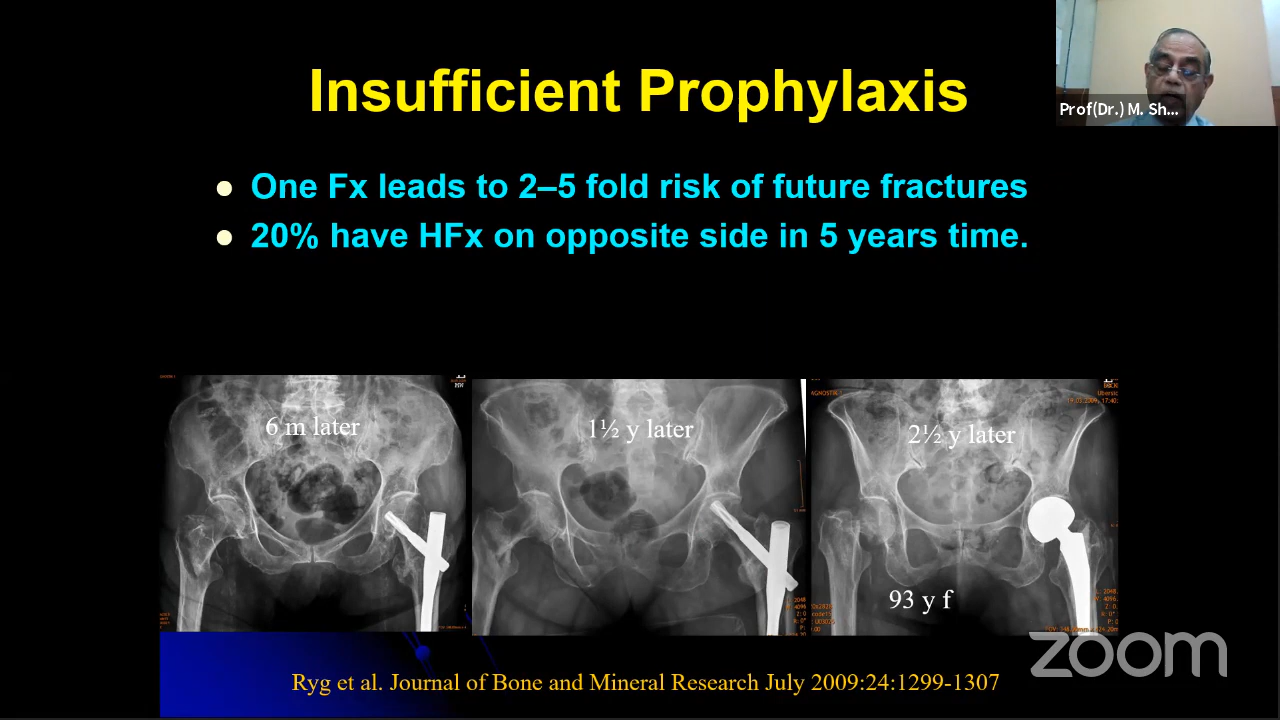 Insufficient Prophylaxis
Prof(Dr.) M. Sh...
● One Fx leads to 2–5 fold risk of future fractures
● 20% have HFx on opposite side in 5 years time.
6 m later
1½ y later
2½ y later
93 y f
zoom
Ryg et al. Journal of Bone and Mineral Research July 2009:24:1299-1307